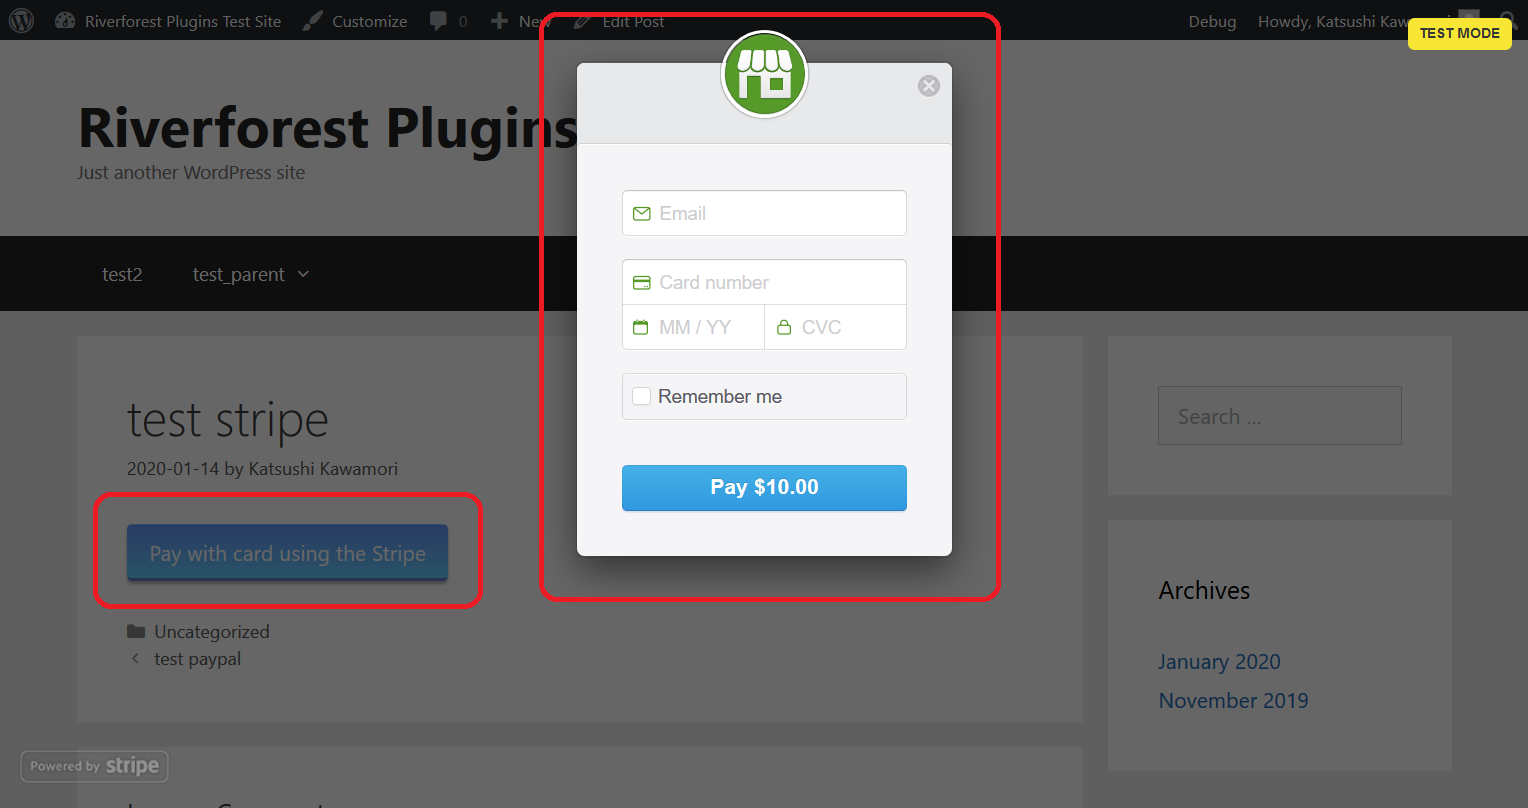 Riverforest Plugins Test Site Customize 0 New Edit Post Debug Howdy, Katsushi
TEST MODE
Riverforest Plugins
Just another WordPress site
test2 test_parent
Email
Card number
MM / YY CVC
Remember me
Pay $10.00
test stripe
2020-01-14 by Katsushi Kawamori
Pay with card using the Stripe
Uncategorized
test paypal
Search ...
Archives
January 2020
November 2019
Powered by stripe